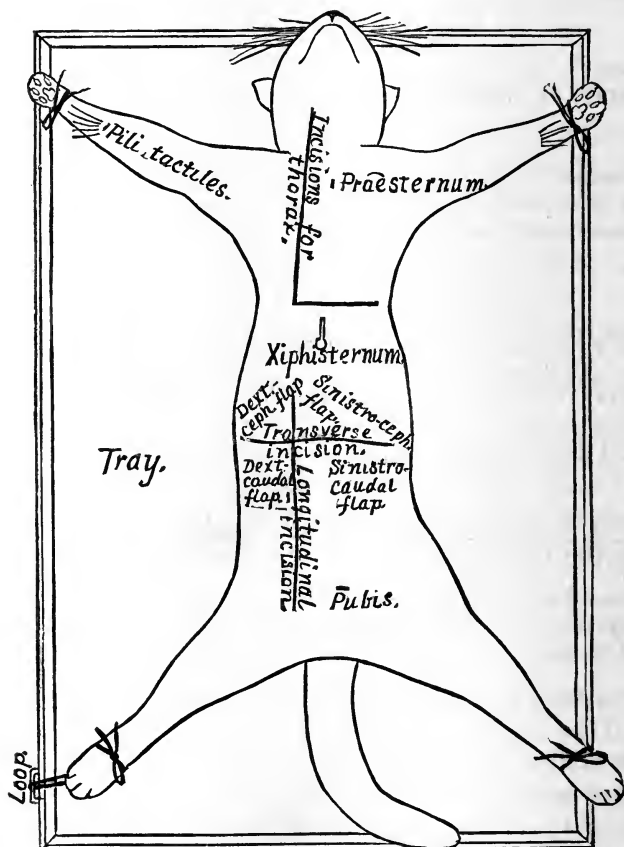 Pili tactiles.
Incisions for
thorax.
Praesternum
Xiphisternum.
Dext.-
ceph. flap
Sinistro-ceph.
flap.
Transverse
incision.
Dext-
caudal
flap.
Sinistro-
caudal
flap
Longitudinal
incision
Tray.
Pubis.
Loop.